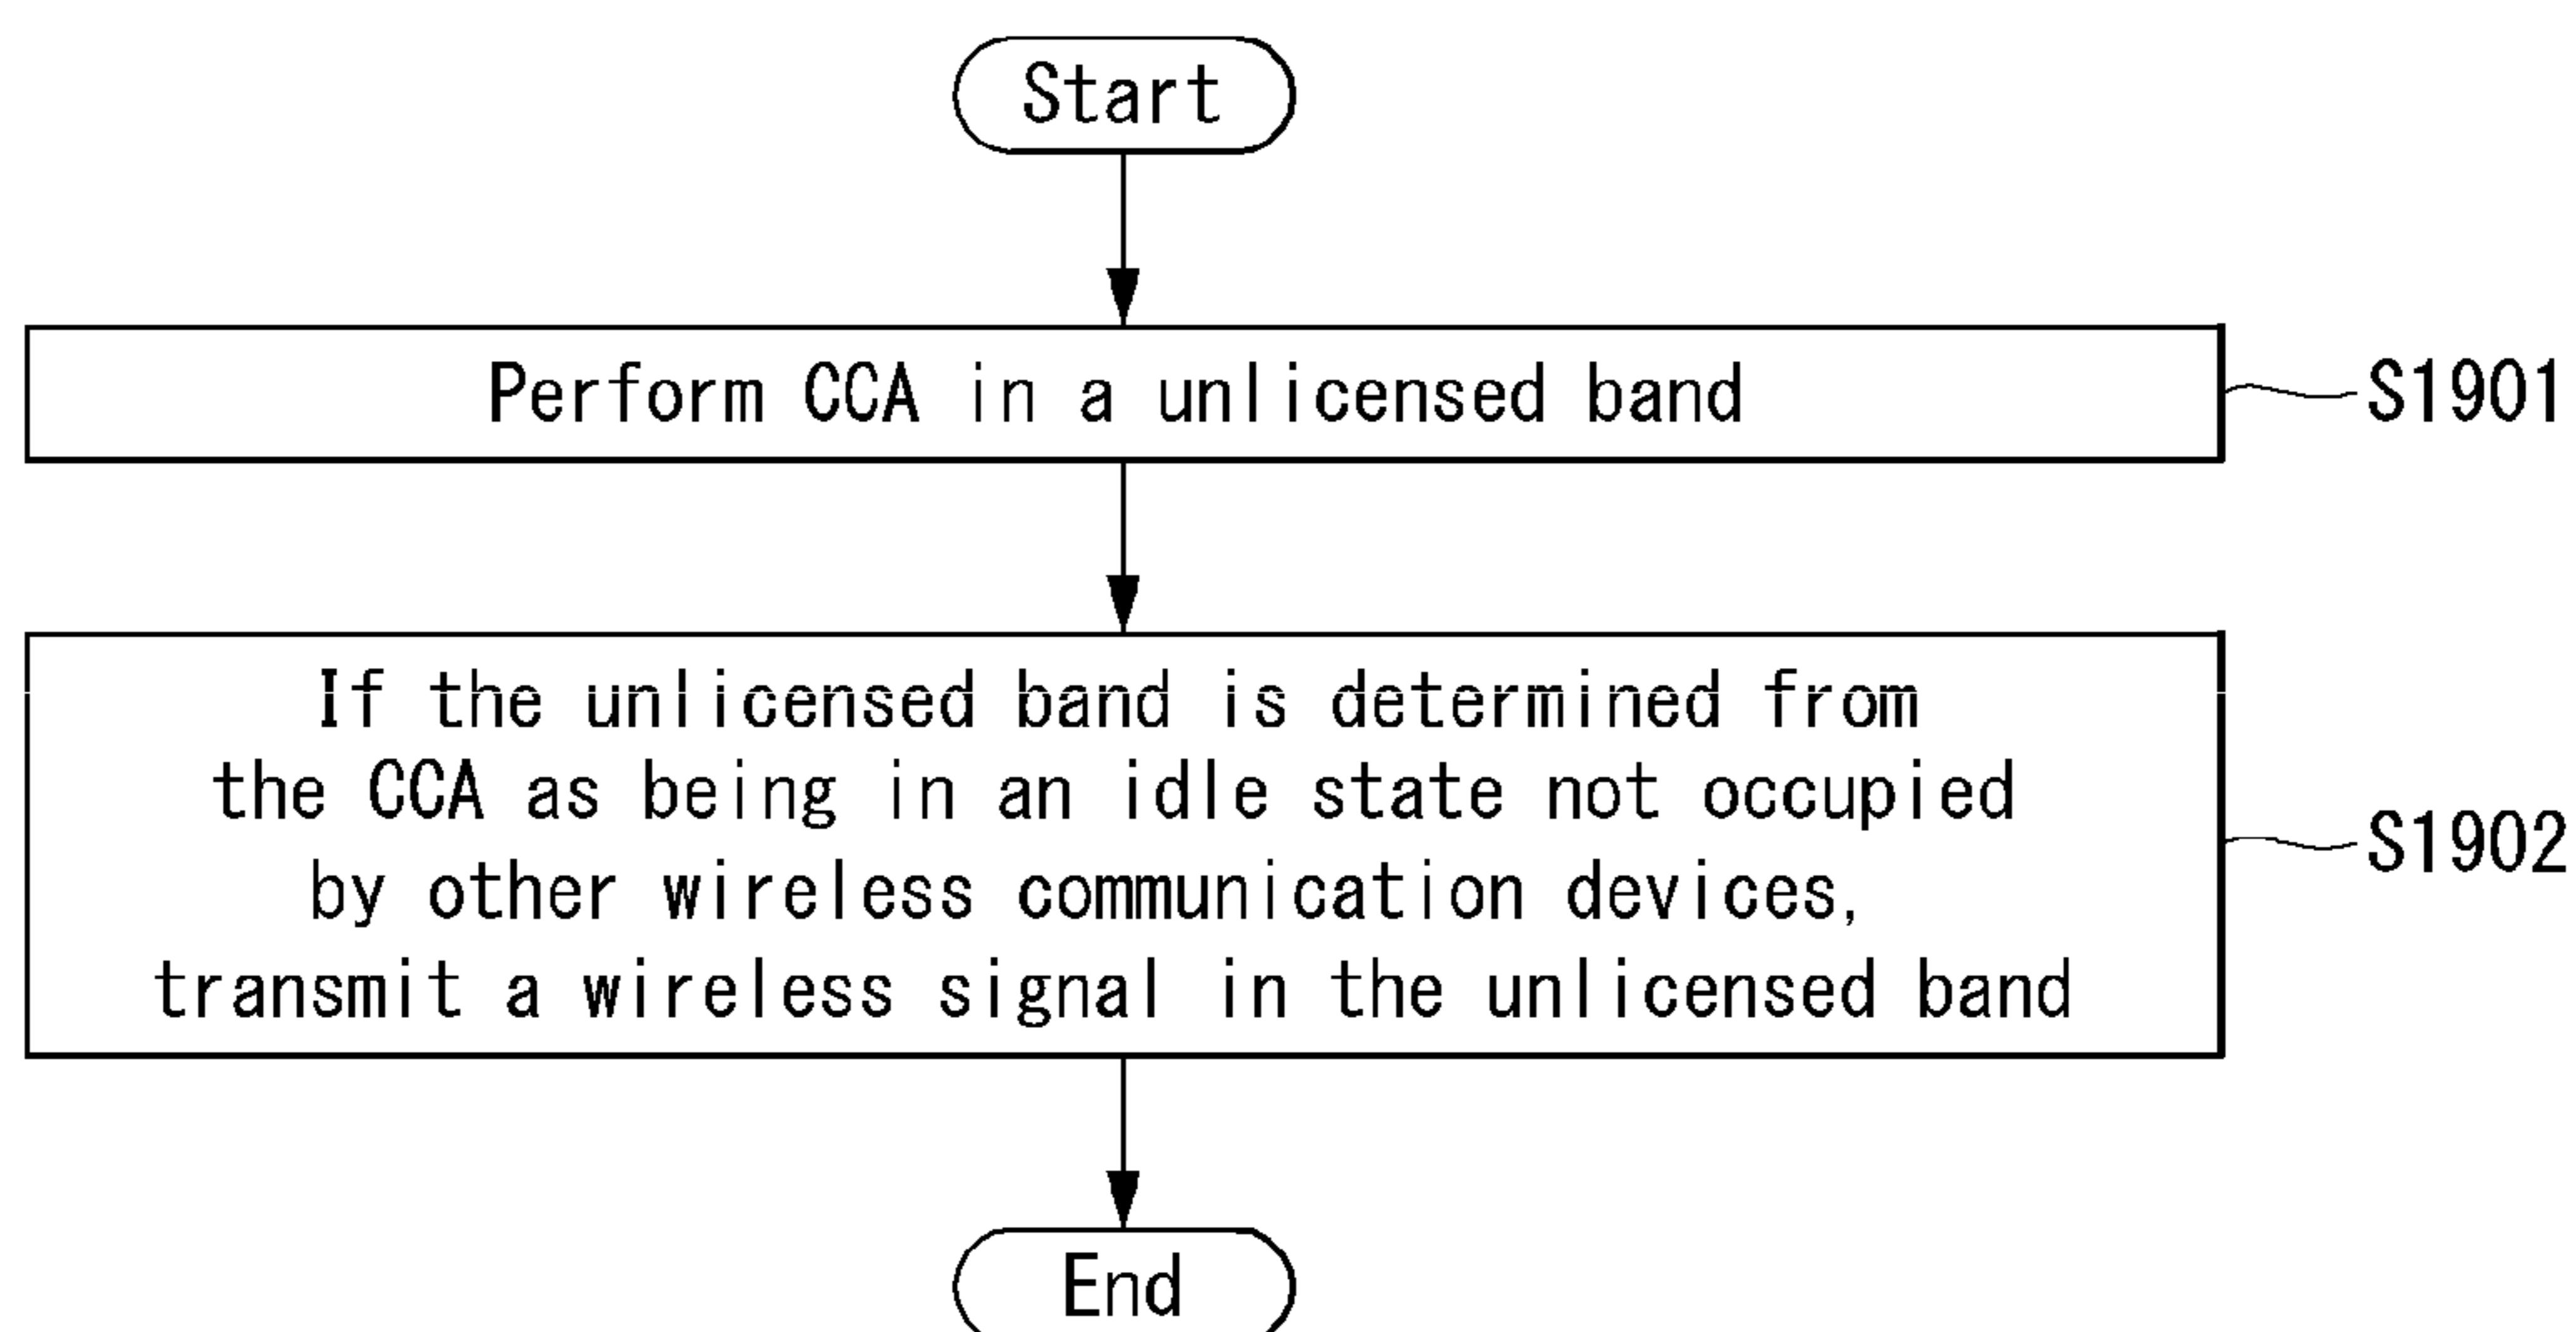 Start
Perform CCA in a unlicensed band
S1901
If the unlicensed band is determined from
the CCA as being in an idle state not occupied
by other wireless communication devices,
transmit a wireless signal in the unlicensed band
S1902
End